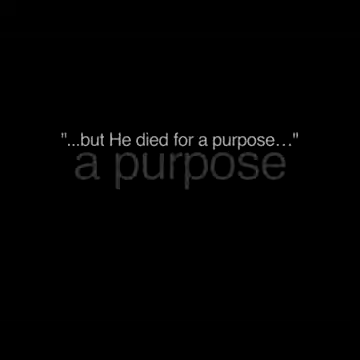 "...but He died for a purpose…"
a purpose